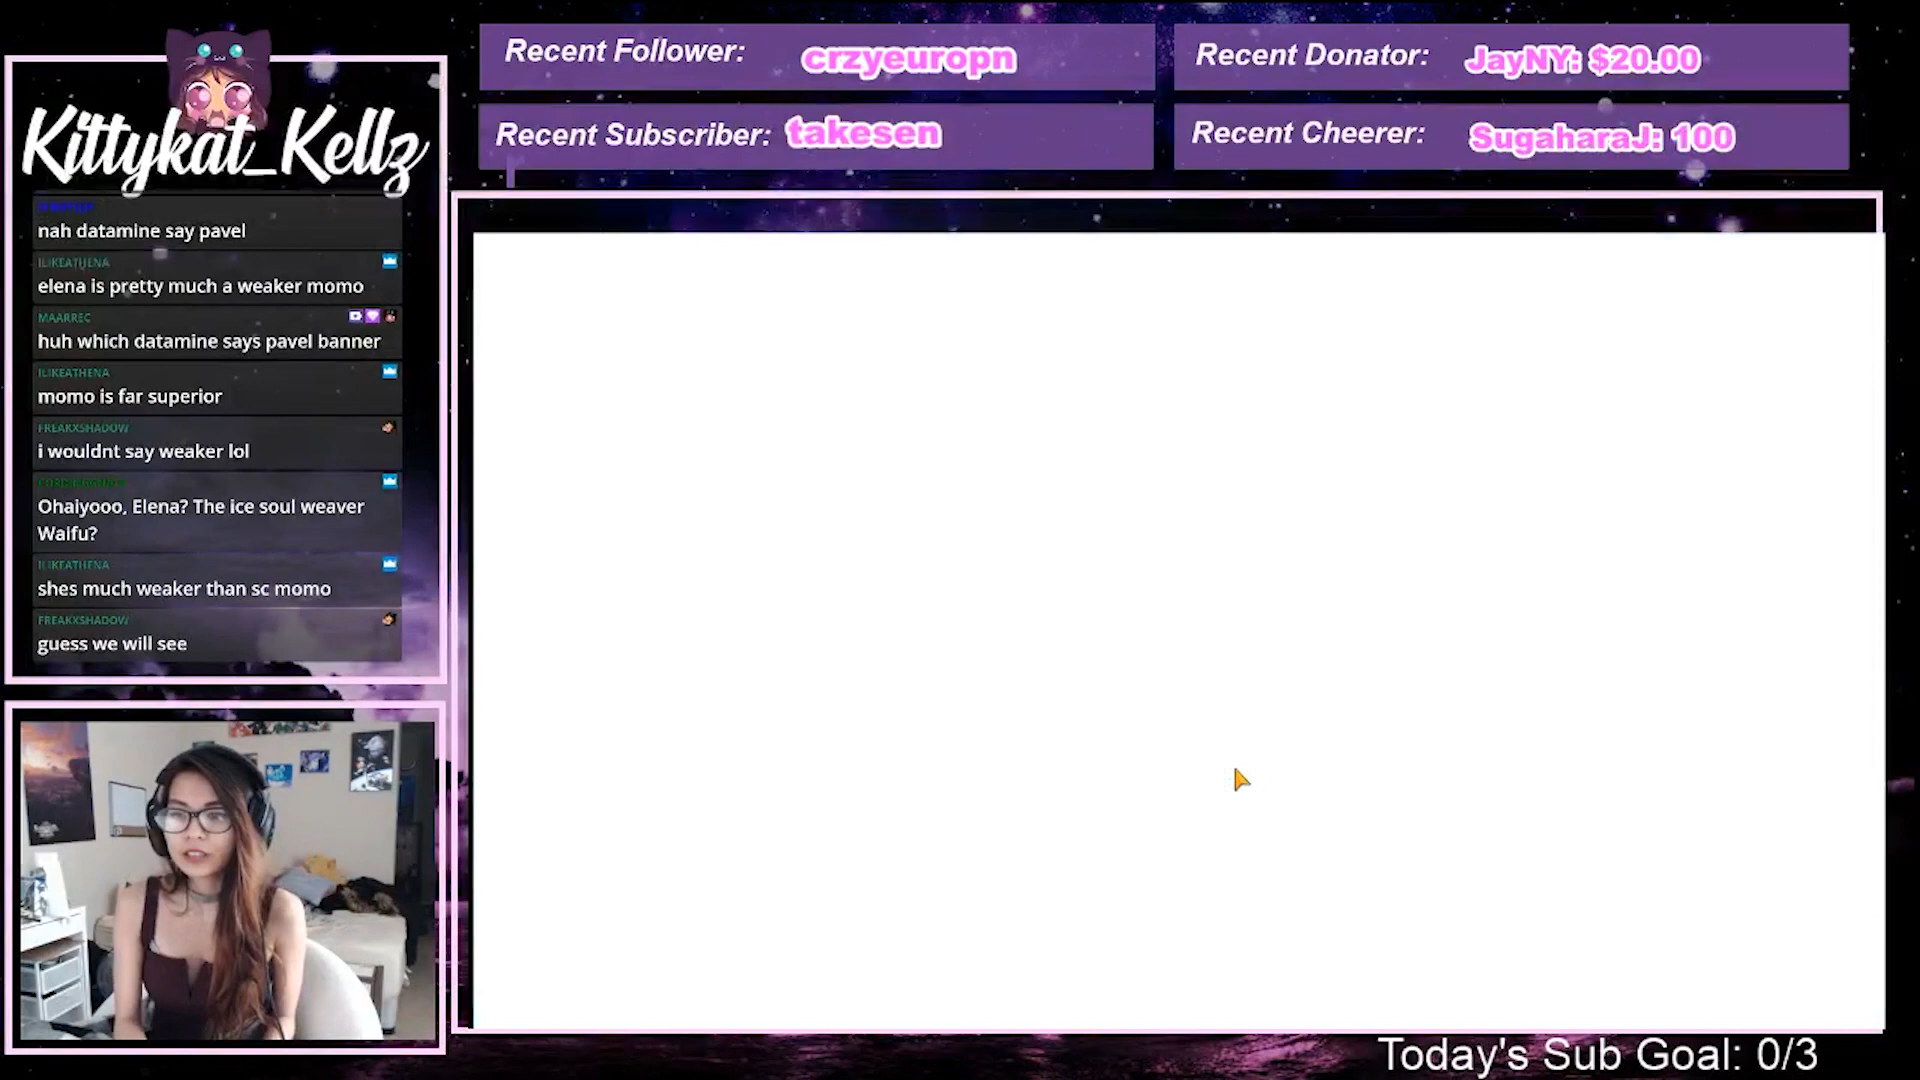 Recent Follower: crzyeuropn
Recent Donator: JayNY: $20.00
Recent Subscriber: takesen
Recent Cheerer: SugaharaJ: 100
Kittykat_Kellz
nah datamine say pavel
ILIKEATHENA
elena is pretty much a weaker momo
MAARREC
huh which datamine says pavel banner
ILIKEATHENA
momo is far superior
FREAKXSHADOW
i wouldnt say weaker lol
Ohaiyooo, Elena? The ice soul weaver
Waifu?
ILIKEATHENA
shes much weaker than sc momo
FREAKXSHADOW
guess we will see
Today's Sub Goal: 0/3